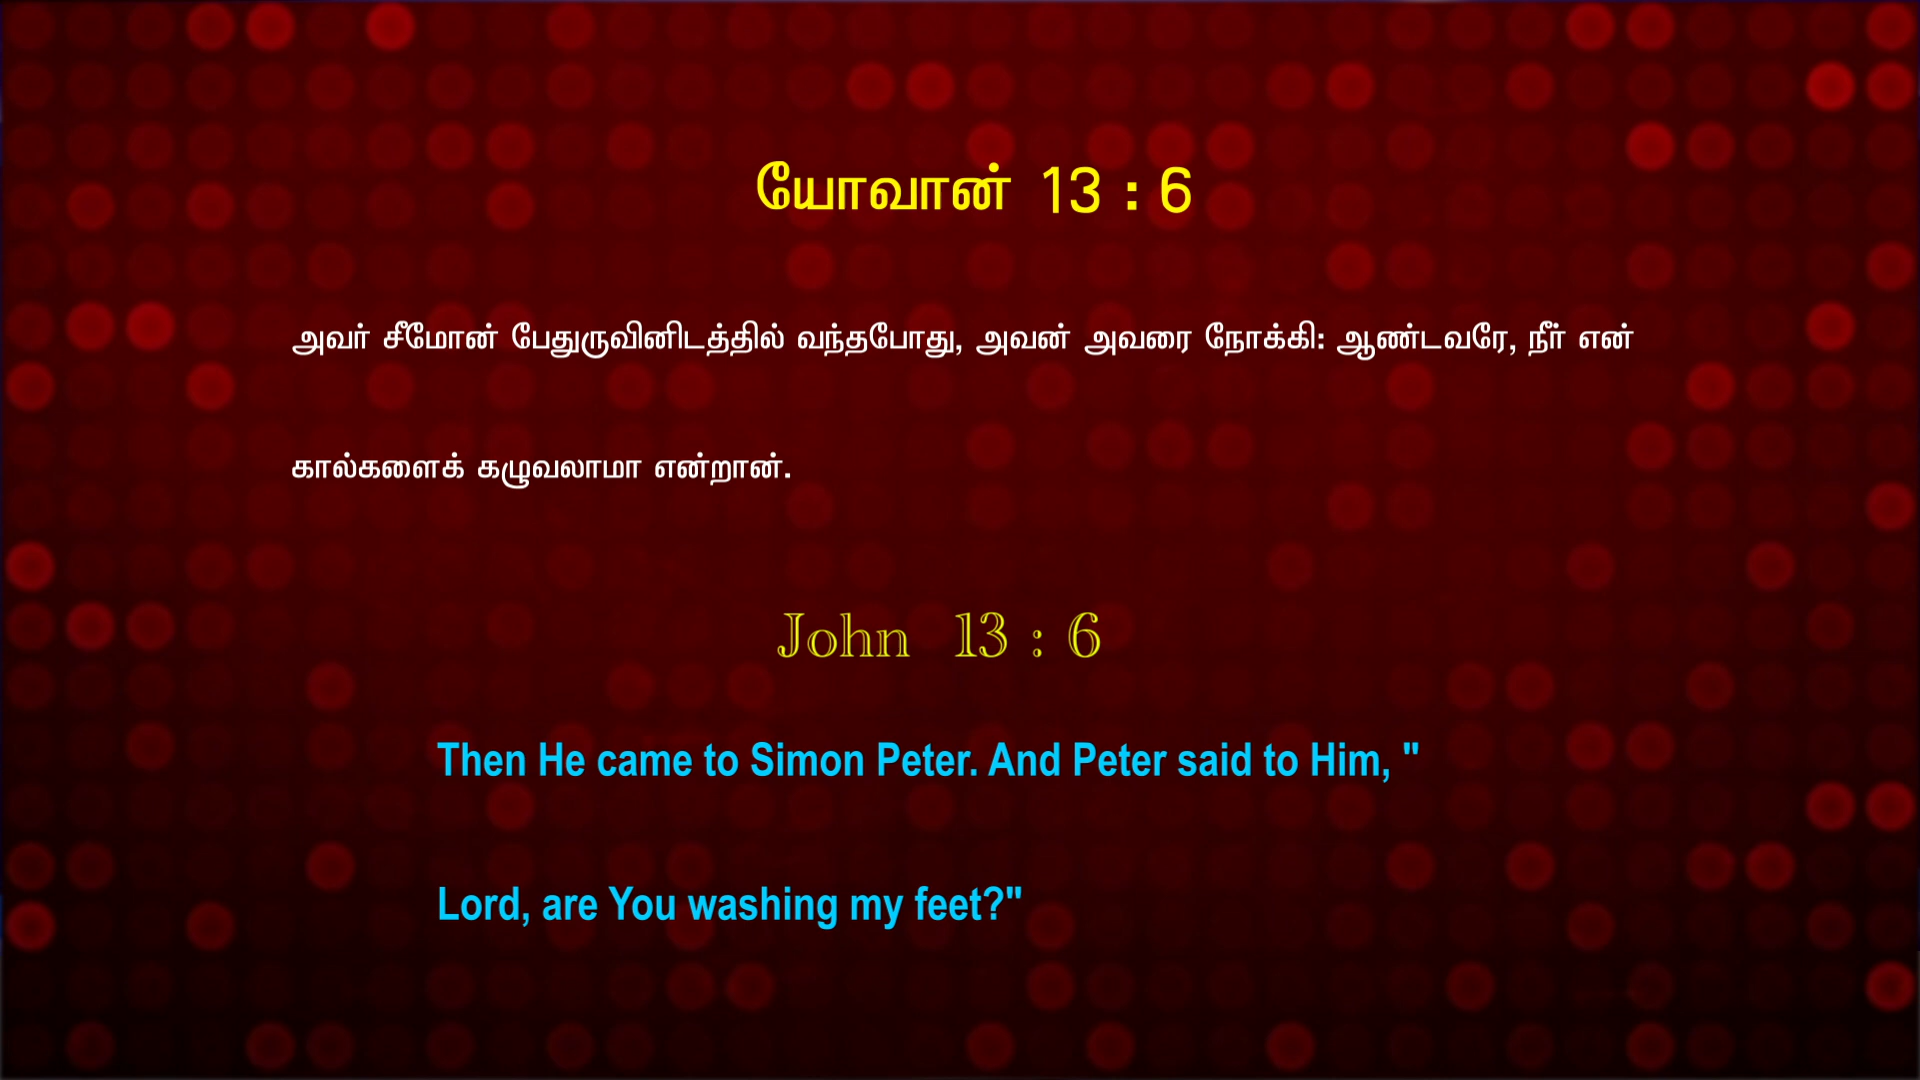 யோவான் 13 : 6
அவர் சீமோன் பேதுருவினிடத்தில் வந்தபோது, அவன் அவரை நோக்கி: ஆண்டவரே, நீர் என்
கால்களைக் கழுவலாமா என்றான்.
John 13 : 6
Then He came to Simon Peter. And Peter said to Him, "
Lord, are You washing my feet?"